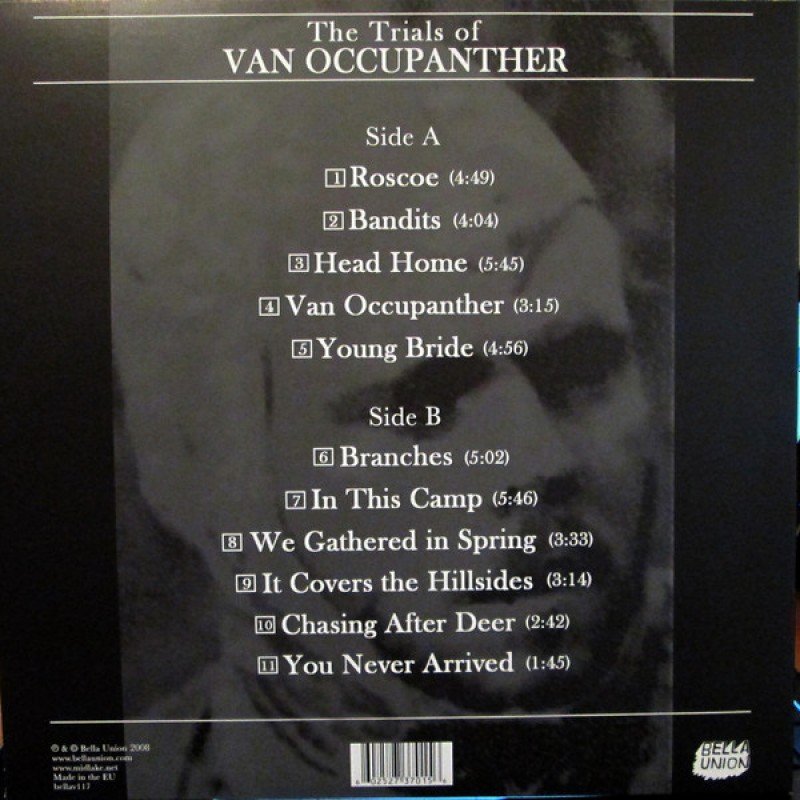 The Trials of
VAN OCCUPANTHER
Side A
1 Roscoe (4:49)
2 Bandits (4:04)
3 Head Home (5:45)
4 Van Occupanther (3:15)
5 Young Bride (4:56)
Side B
6 Branches (5:02)
7 In This Camp (5:46)
8 We Gathered in Spring (3:33)
9 It Covers the Hillsides (3:14)
10 Chasing After Deer (2:42)
11 You Never Arrived (1:45)
℗ & © Bella Union 2008
www.bellaunion.com
www.midlake.net
Made in the EU
bellav117
6 02527 37015 4
BELLA
UNION